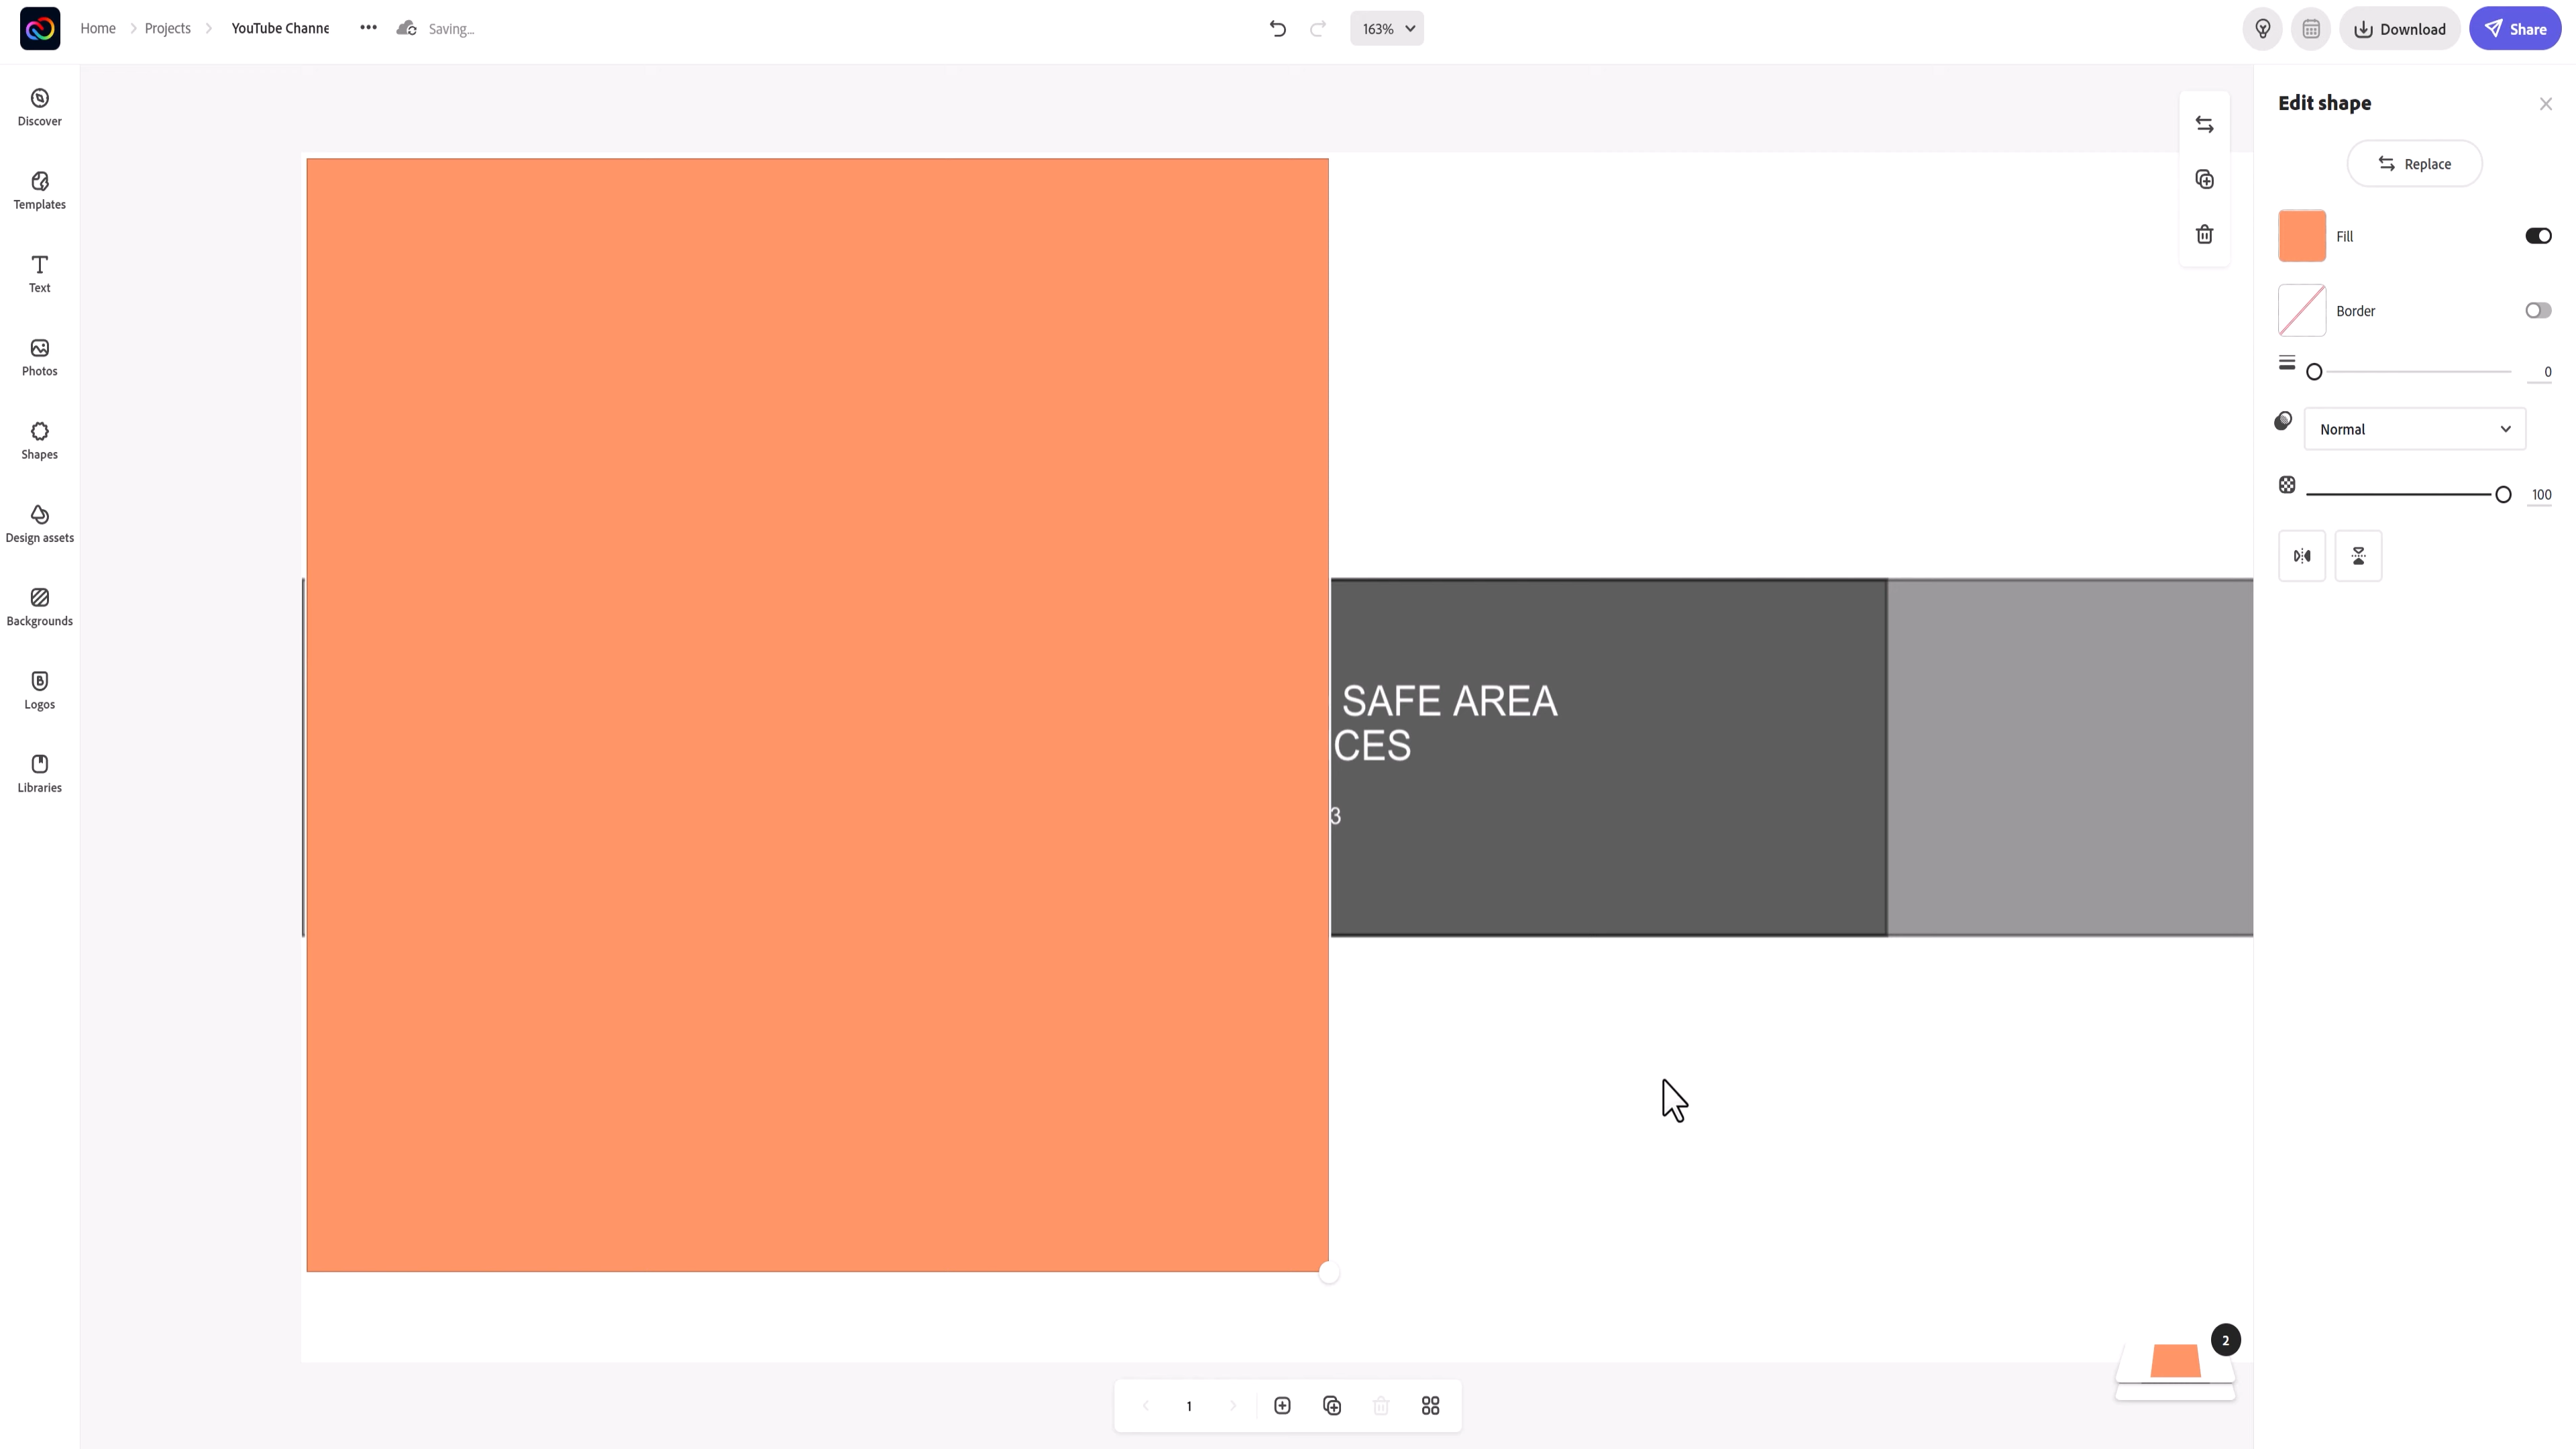 Home
Projects
YouTube Channe
Saving...
163%
Download
Share
Discover
Templates
Text
Photos
Shapes
Design assets
Backgrounds
Logos
Libraries
SAFE AREA
CES
3
Edit shape
Replace
Fill
Border
0
Normal
100
1
2